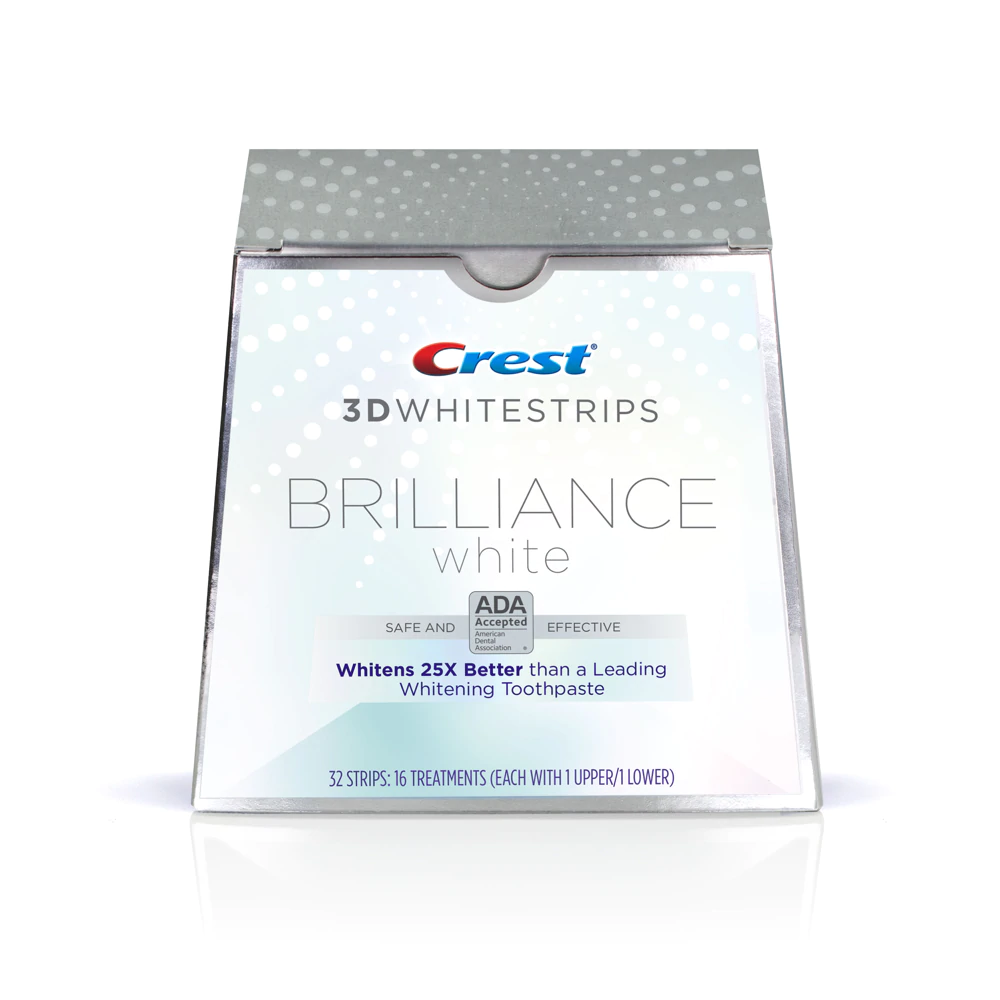 Crest®
3DWHITESTRIPS
BRILLIANCE
white
SAFE AND
ADA
Accepted
American
Dental
Association ®
EFFECTIVE
Whitens 25X Better than a Leading
Whitening Toothpaste
32 STRIPS: 16 TREATMENTS (EACH WITH 1 UPPER/1 LOWER)